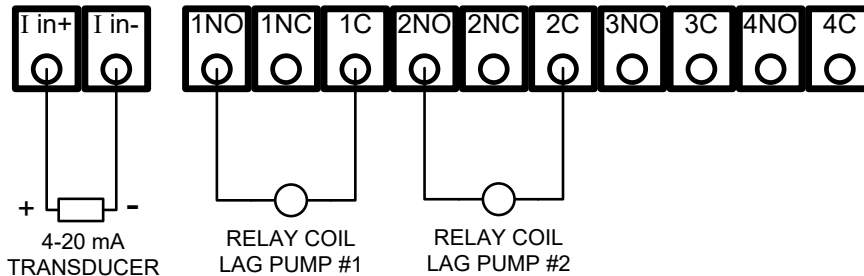 I in+ I in- 1NO 1NC 1C 2NO 2NC 2C 3NO 3C 4NO 4C
+ -
4-20 mA
TRANSDUCER
RELAY COIL
LAG PUMP #1
RELAY COIL
LAG PUMP #2